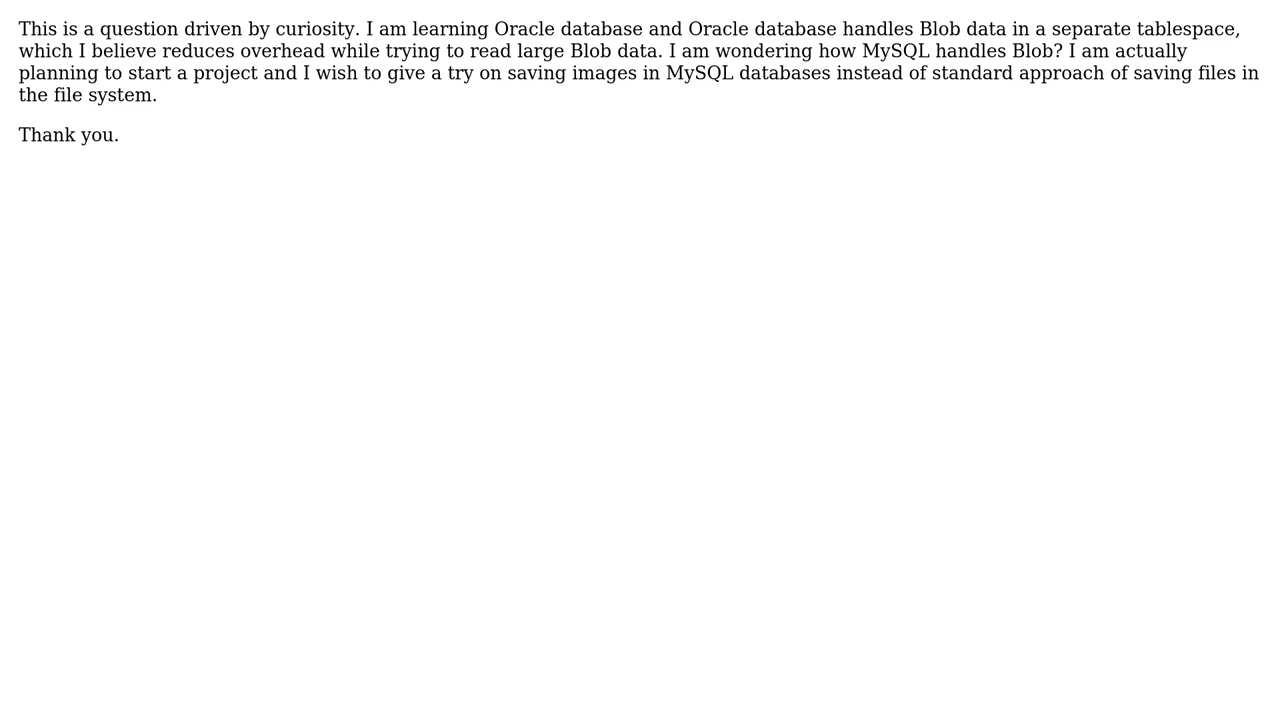 This is a question driven by curiosity. I am learning Oracle database and Oracle database handles Blob data in a separate tablespace,
which I believe reduces overhead while trying to read large Blob data. I am wondering how MySQL handles Blob? I am actually
planning to start a project and I wish to give a try on saving images in MySQL databases instead of standard approach of saving files in
the file system.
Thank you.